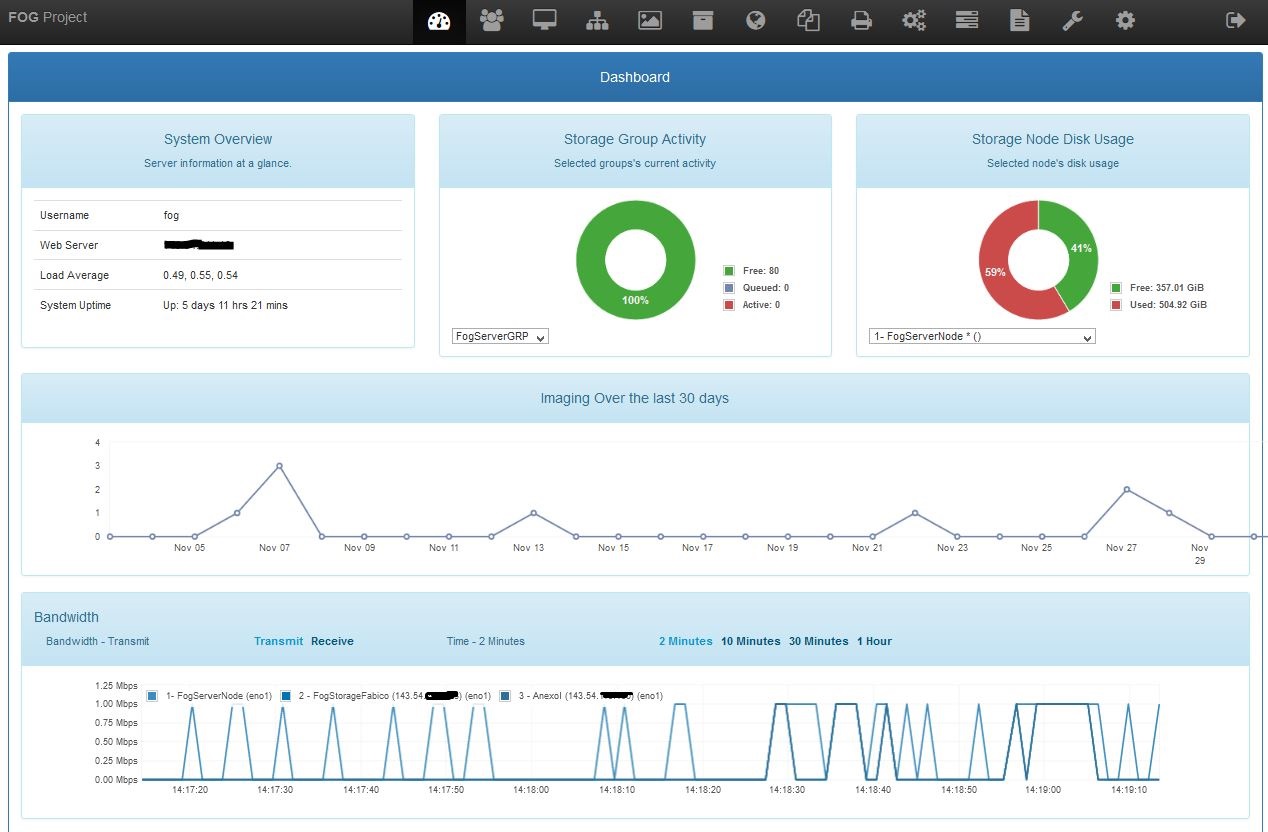 FOG Project
Dashboard
System Overview
Server information at a glance.
Username fog
Web Server
Load Average 0.49, 0.55, 0.54
System Uptime Up: 5 days 11 hrs 21 mins
Storage Group Activity
Selected groups's current activity
100%
Free: 80
Queued: 0
Active: 0
FogServerGRP
Storage Node Disk Usage
Selected node's disk usage
41%
59%
Free: 357.01 GiB
Used: 504.92 GiB
1- FogServerNode * ()
Imaging Over the last 30 days
4
3
2
1
0
Nov 05 Nov 07 Nov 09 Nov 11 Nov 13 Nov 15 Nov 17 Nov 19 Nov 21 Nov 23 Nov 25 Nov 27 Nov 29
Bandwidth
Bandwidth - Transmit Transmit Receive Time - 2 Minutes 2 Minutes 10 Minutes 30 Minutes 1 Hour
1- FogServerNode (eno1) 2 - FogStorageFabico (143.54. (eno1) 3 - Anexol (143.54. ) (eno1)
1.25 Mbps
1.00 Mbps
0.75 Mbps
0.50 Mbps
0.25 Mbps
0.00 Mbps
14:17:20 14:17:30 14:17:40 14:17:50 14:18:00 14:18:10 14:18:20 14:18:30 14:18:40 14:18:50 14:19:00 14:19:10